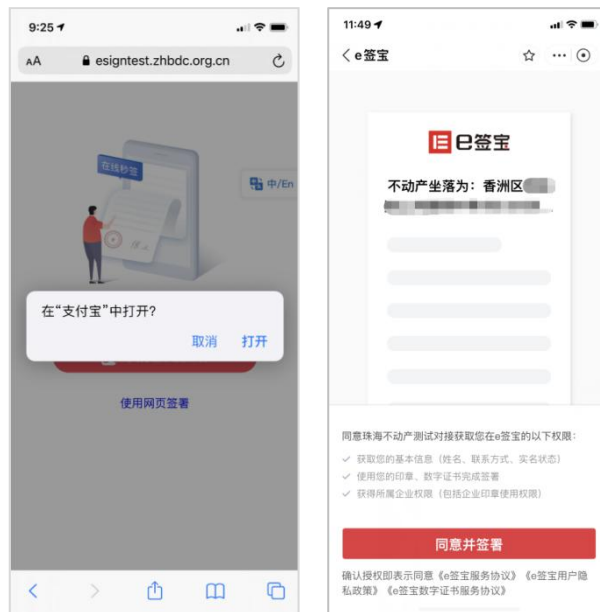 9:25
AA esigntest.zhbdc.org.cn
在线秒签
中/En
在“支付宝”中打开?
取消 打开
使用网页签署
11:49
e签宝
e签宝
不动产坐落为：香洲区
同意珠海不动产测试对接获取您在e签宝的以下权限：
获取您的基本信息（姓名、联系方式、实名状态）
使用您的印章、数字证书完成签署
获得所属企业权限（包括企业印章使用权限）
同意并签署
确认授权即表示同意《e签宝服务协议》《e签宝用户隐
私政策》《e签宝数字证书服务协议》